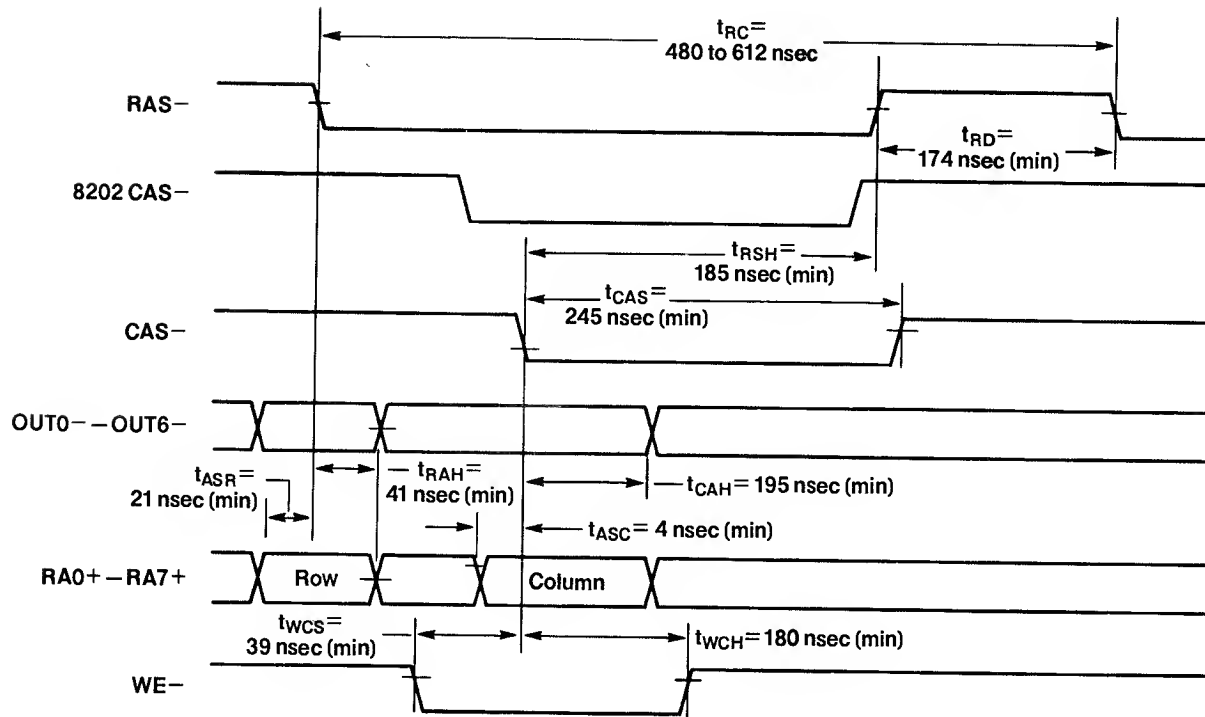 tRC=
480 to 612 nsec
RAS−
tRD=
174 nsec (min)
8202 CAS−
tRSH=
185 nsec (min)
tCAS=
245 nsec (min)
CAS−
OUT0−−OUT6−
tASR=
21 nsec (min)
tRAH=
41 nsec (min)
tCAH= 195 nsec (min)
tASC= 4 nsec (min)
RA0+−RA7+
Row
Column
tWCS=
39 nsec (min)
tWCH= 180 nsec (min)
WE−